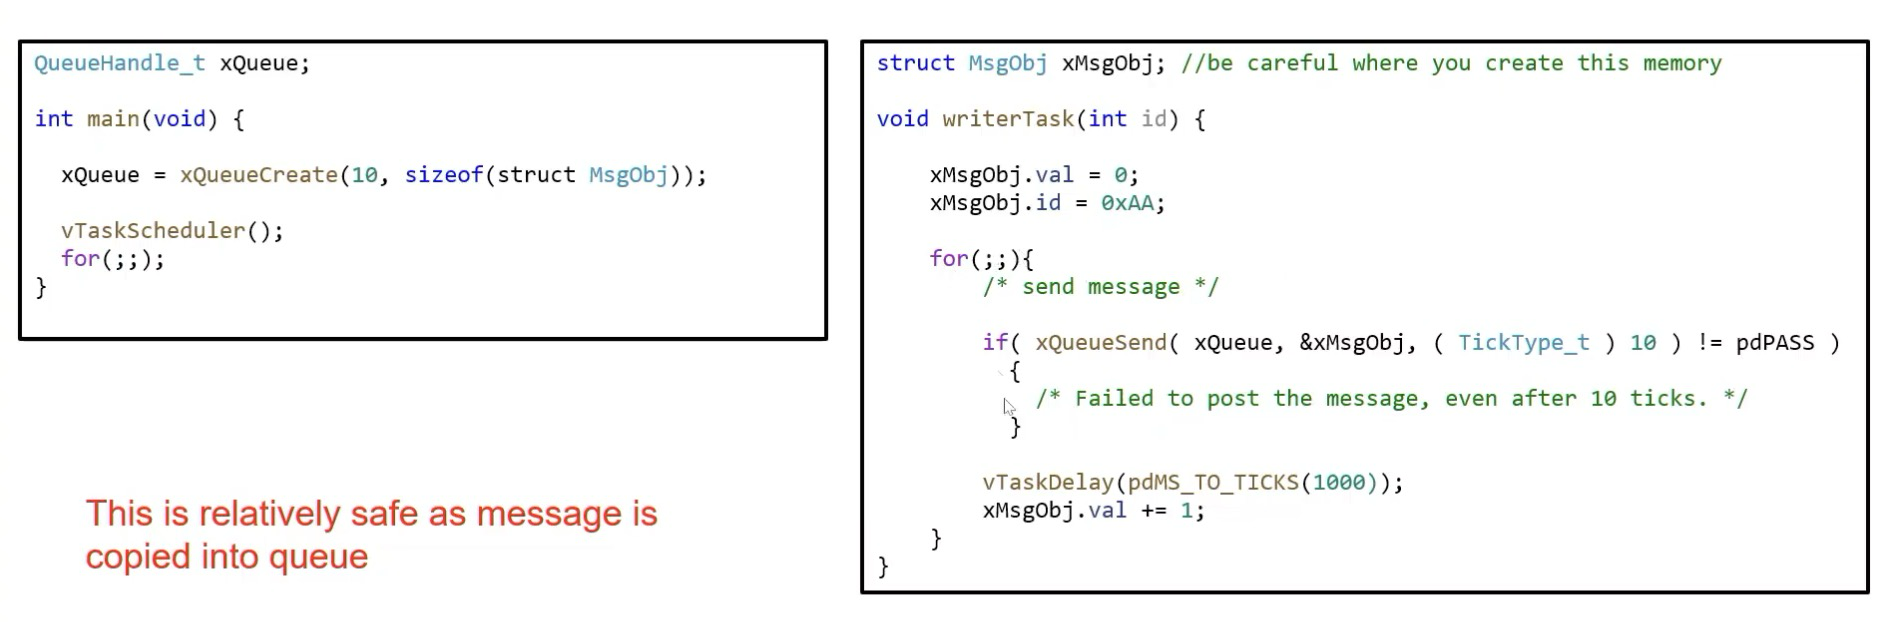 QueueHandle_t xQueue;
int main(void) {
xQueue = xQueueCreate(10, sizeof(struct MsgObj));
vTaskScheduler();
for(;;);
}
This is relatively safe as message is
copied into queue
struct MsgObj xMsgObj; //be careful where you create this memory
void writerTask(int id) {
xMsgObj.val = 0;
xMsgObj.id = 0xAA;
for(;;){
/* send message */
if( xQueueSend( xQueue, &xMsgObj, ( TickType_t ) 10 ) != pdPASS )
{
/* Failed to post the message, even after 10 ticks. */
}
vTaskDelay(pdMS_TO_TICKS(1000));
xMsgObj.val += 1;
}
}